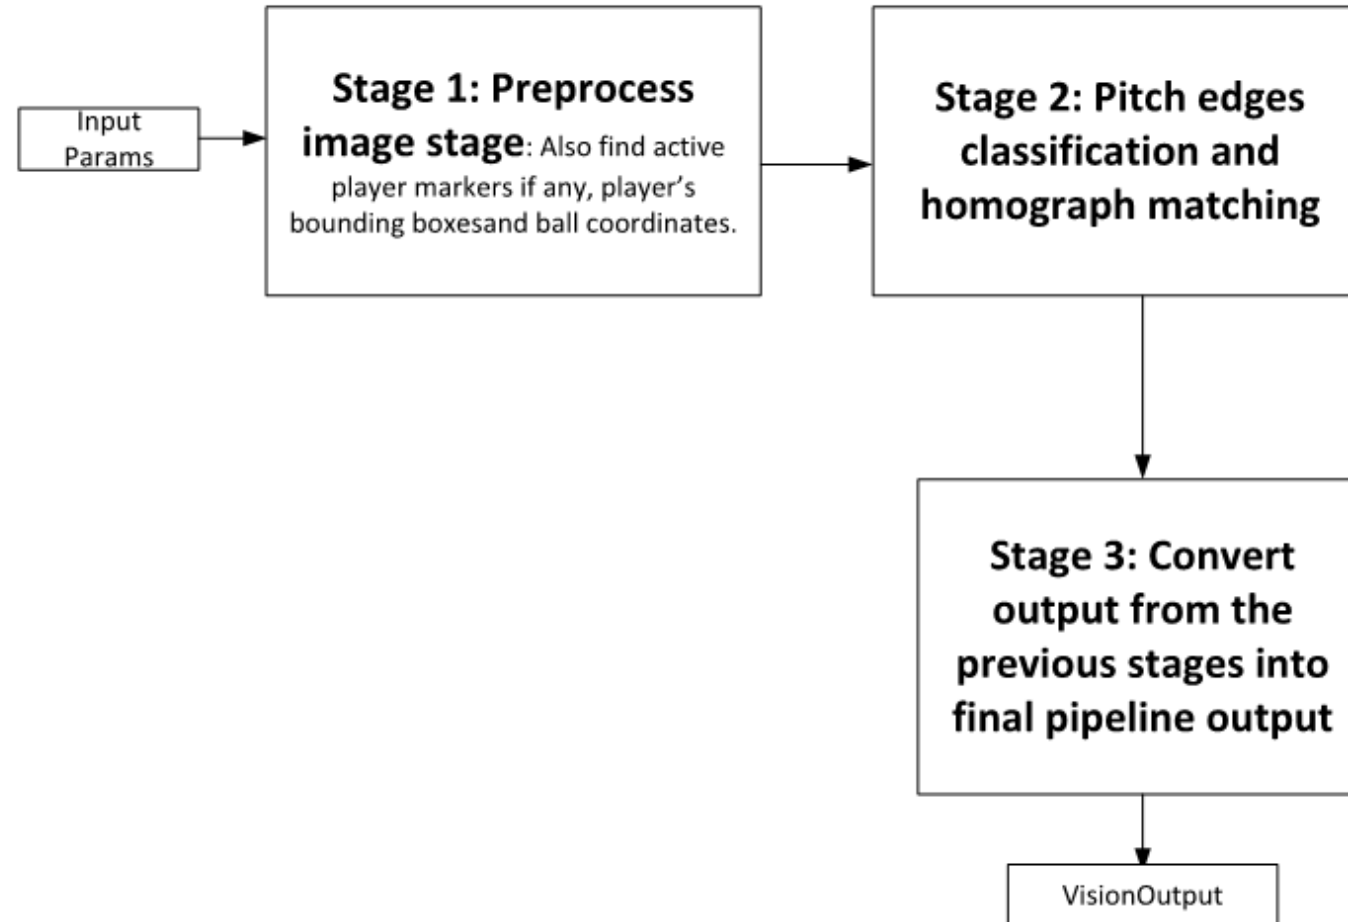 Input
Params
Stage 1: Preprocess
image stage: Also find active
player markers if any, player’s
bounding boxesand ball coordinates.
Stage 2: Pitch edges
classification and
homograph matching
Stage 3: Convert
output from the
previous stages into
final pipeline output
VisionOutput